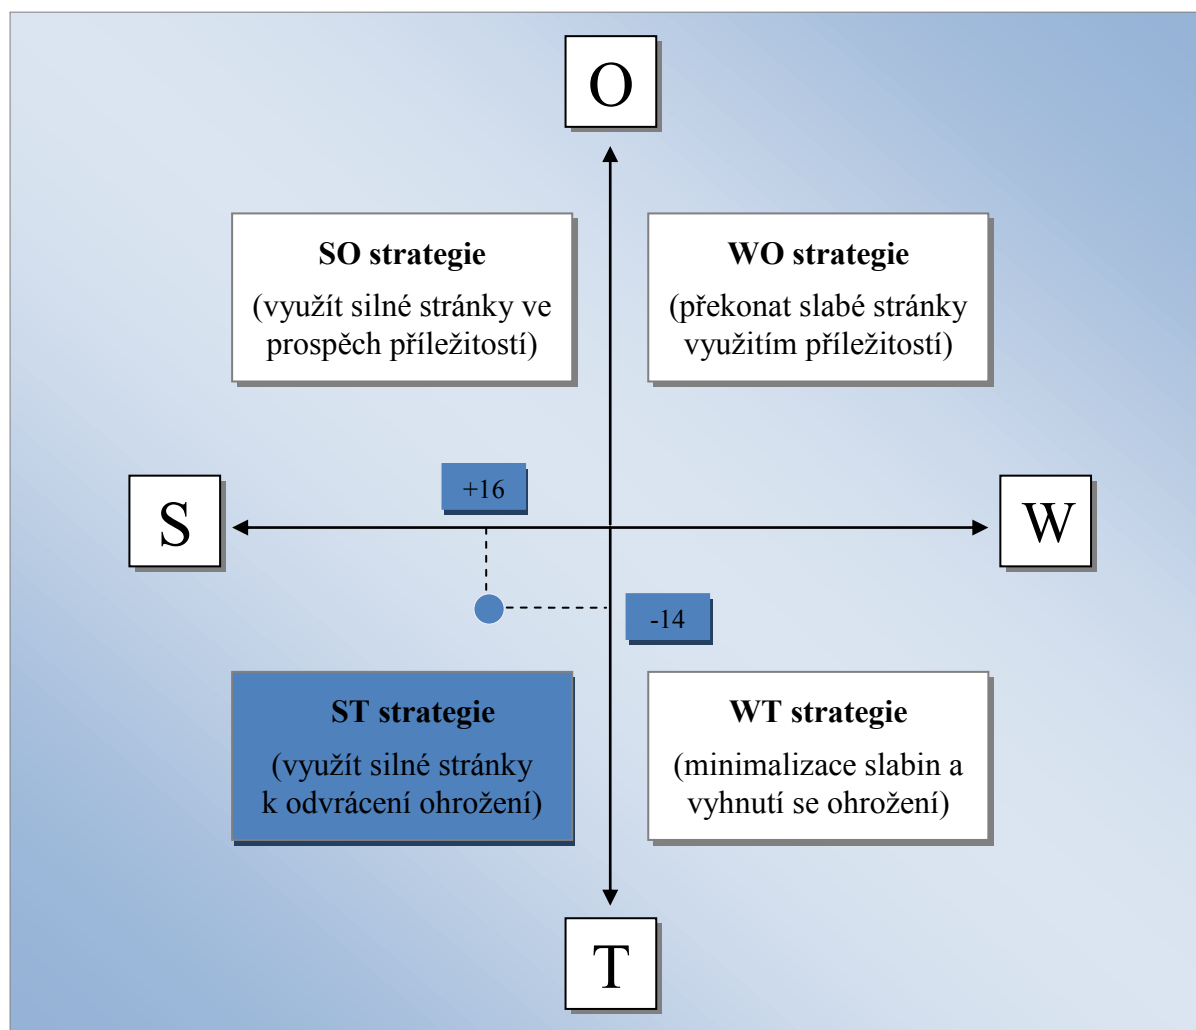 O
SO strategie
(využít silné stránky ve
prospěch příležitostí)
WO strategie
(překonat slabé stránky
využitím příležitostí)
S
+16
W
-14
ST strategie
(využít silné stránky
k odvrácení ohrožení)
WT strategie
(minimalizace slabin a
vyhnutí se ohrožení)
T